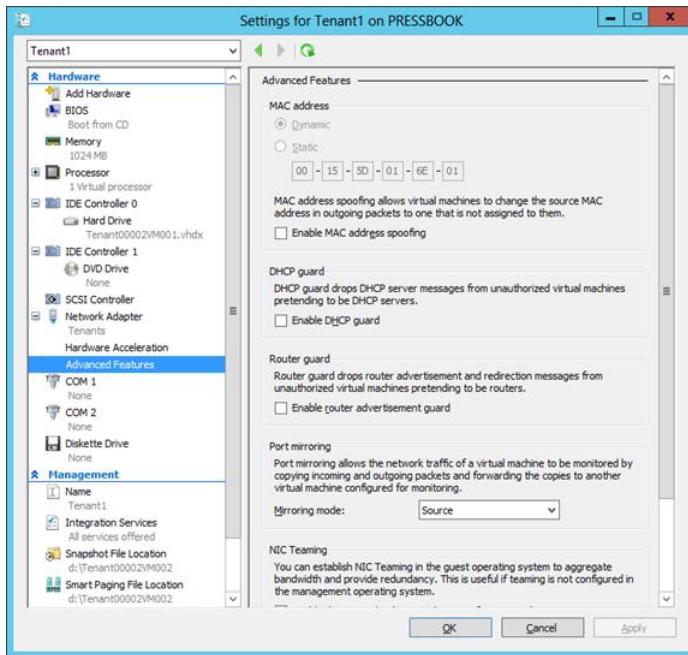 Settings for Tenant1 on PRESSBOOK
Tenant1
Hardware
Add Hardware
BIOS
Boot from CD
Memory
1024 MB
Processor
1 Virtual processor
IDE Controller 0
Hard Drive
Tenant00002VM001.vhdx
IDE Controller 1
DVD Drive
None
SCSI Controller
Network Adapter
Tenants
Hardware Acceleration
Advanced Features
COM 1
None
COM 2
None
Diskette Drive
None
Management
Name
Tenant1
Integration Services
All services offered
Snapshot File Location
d:\Tenant00002VM002
Smart Paging File Location
d:\Tenant00002VM002
Advanced Features
MAC address
Dynamic
Static
00 - 15 - 5D - 01 - 6E - 01
MAC address spoofing allows virtual machines to change the source MAC
address in outgoing packets to one that is not assigned to them.
Enable MAC address spoofing
DHCP guard
DHCP guard drops DHCP server messages from unauthorized virtual machines
pretending to be DHCP servers.
Enable DHCP guard
Router guard
Router guard drops router advertisement and redirection messages from
unauthorized virtual machines pretending to be routers.
Enable router advertisement guard
Port mirroring
Port mirroring allows the network traffic of a virtual machine to be monitored by
copying incoming and outgoing packets and forwarding the copies to another
virtual machine configured for monitoring.
Mirroring mode: Source
NIC Teaming
You can establish NIC Teaming in the guest operating system to aggregate
bandwidth and provide redundancy. This is useful if teaming is not configured in
the management operating system.
OK Cancel Apply